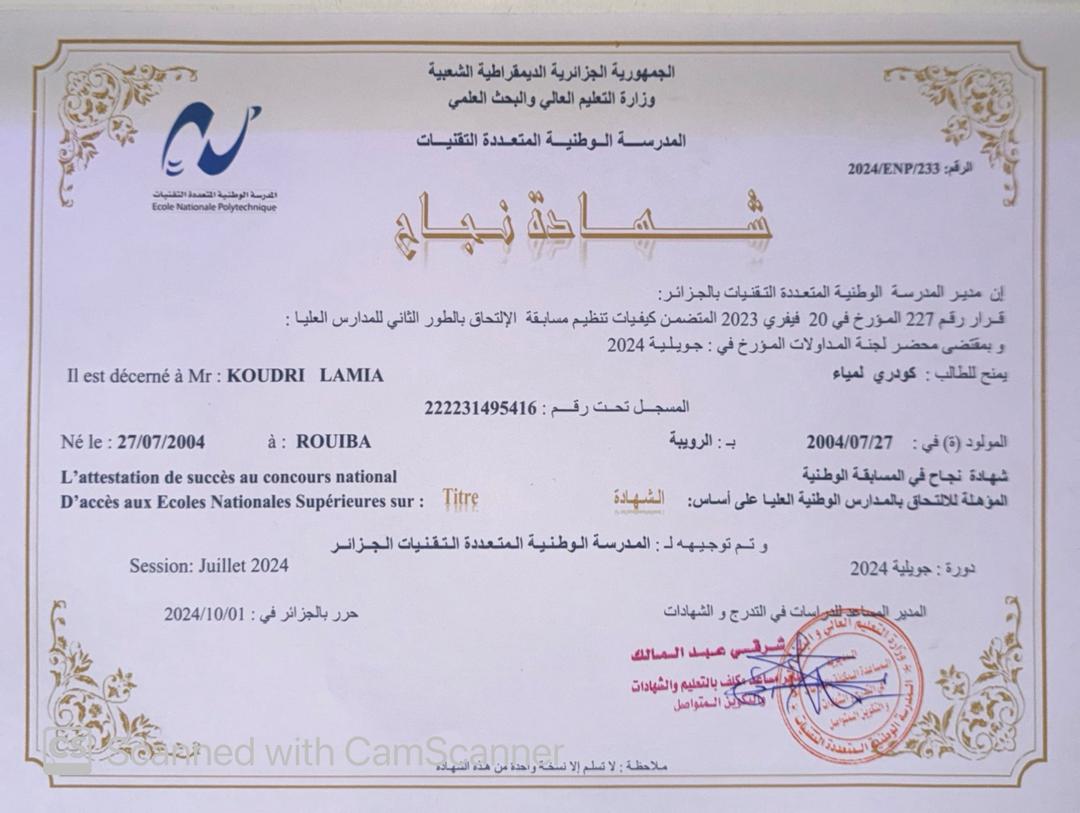 الجمهورية الجزائرية الديمقراطية الشعبية
وزارة التعليم العالي والبحث العلمي
المدرسة الوطنية المتعددة التقنيات
المدرسة الوطنية المتعددة التقنيات
Ecole Nationale Polytechnique
الرقم: 2024/ENP/233
شهادة نجاح
إن مدير المدرسة الوطنية المتعددة التقنيات بالجزائر:
قرار رقم 227 المؤرخ في 20 فيفري 2023 المتضمن كيفيات تنظيم مسابقة الإلتحاق بالطور الثاني للمدارس العليا :
و بمقتضى محضر لجنة المداولات المؤرخ في : جويلية 2024
يمنح للطالب : كودري لمياء
Il est décerné à Mr : KOUDRI LAMIA
المسجل تحت رقم : 222231495416
المولود (ة) في : 2004/07/27 بـ : الرويبة
Né le : 27/07/2004 à : ROUIBA
شهادة نجاح في المسابقة الوطنية
L'attestation de succès au concours national
المؤهلة للالتحاق بالمدارس الوطنية العليا على أساس: الشهادة
D'accès aux Ecoles Nationales Supérieures sur : Titre
و تم توجيهه لـ : المدرسة الوطنية المتعددة التقنيات الجزائر
دورة : جويلية 2024
Session: Juillet 2024
حرر بالجزائر في : 2024/10/01
المدير المساعد للدراسات في التدرج و الشهادات
شرقي عبد المالك
مدير مساعد مكلف بالتعليم والشهادات
والتكوين المتواصل
CS Scanned with CamScanner
ملاحظة : لا تسلم إلا نسخة واحدة من هذه الشهادة